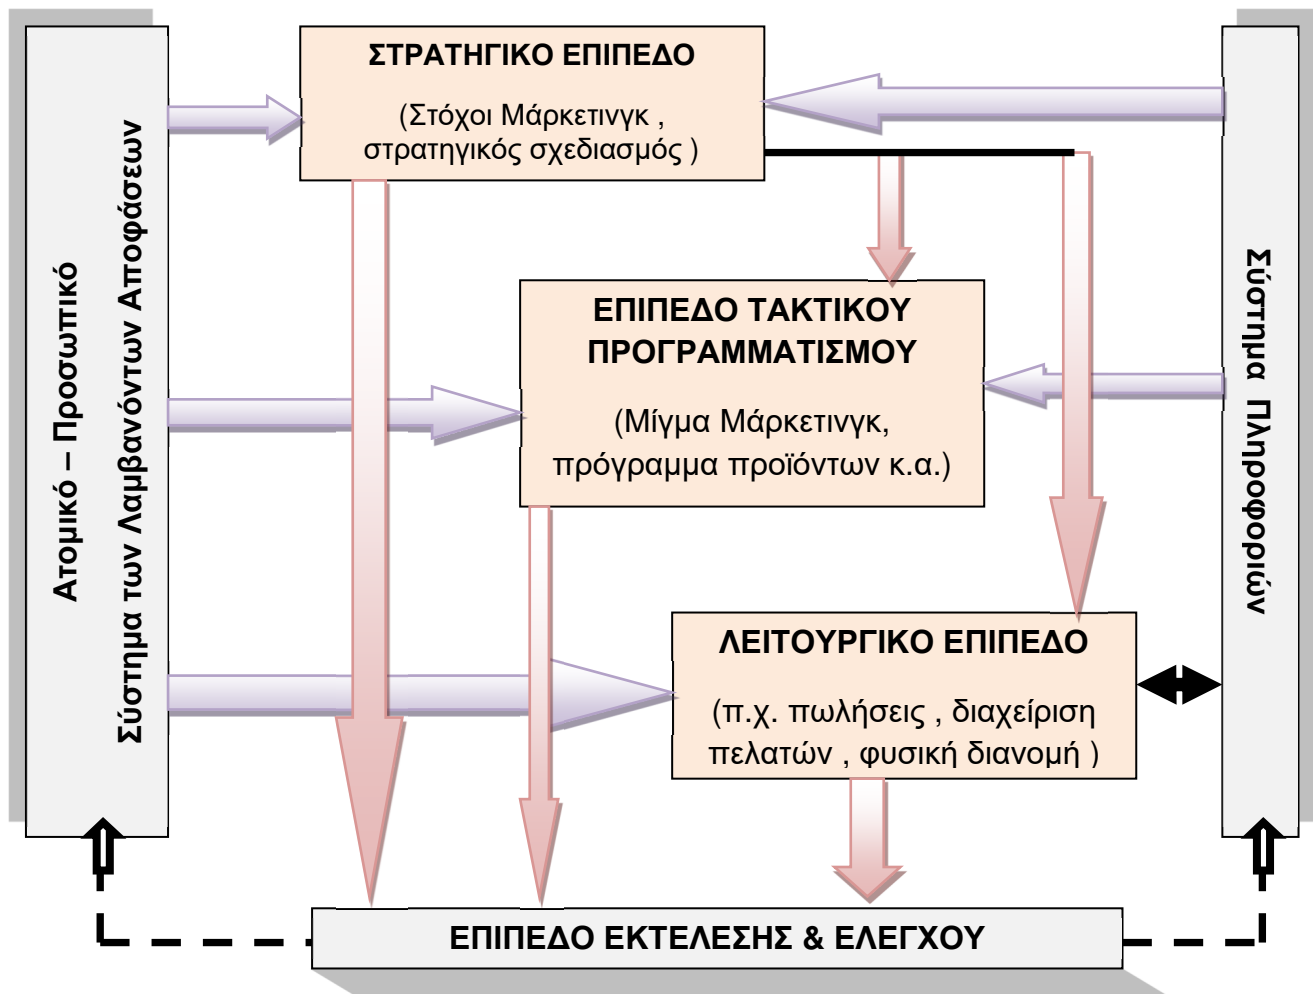 ΣΤΡΑΤΗΓΙΚΟ ΕΠΙΠΕΔΟ
(Στόχοι Μάρκετινγκ ,
στρατηγικός σχεδιασμός )
Ατομικό – Προσωπικό
Σύστημα των Λαμβανόντων Αποφάσεων
Σύστημα Πληροφοριών
ΕΠΙΠΕΔΟ ΤΑΚΤΙΚΟΥ
ΠΡΟΓΡΑΜΜΑΤΙΣΜΟΥ
(Μίγμα Μάρκετινγκ,
πρόγραμμα προϊόντων κ.α.)
ΛΕΙΤΟΥΡΓΙΚΟ ΕΠΙΠΕΔΟ
(π.χ. πωλήσεις , διαχείριση
πελατών , φυσική διανομή )
ΕΠΙΠΕΔΟ ΕΚΤΕΛΕΣΗΣ & ΕΛΕΓΧΟΥ